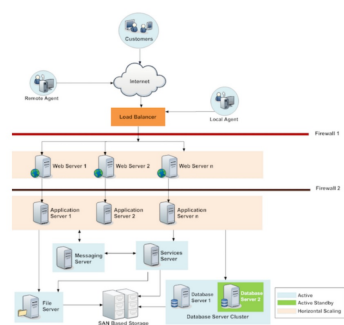 Customers
Internet
Remote Agent
Local Agent
Load Balancer
Firewall 1
Web Server 1
Web Server 2
Web Server n
Firewall 2
Application
Server 1
Application
Server 2
Application
Server n
Messaging
Server
Services
Server
File
Server
SAN Based Storage
Database
Server 1
Database
Server 2
Database Server Cluster
Active
Active Standby
Horizontal Scaling